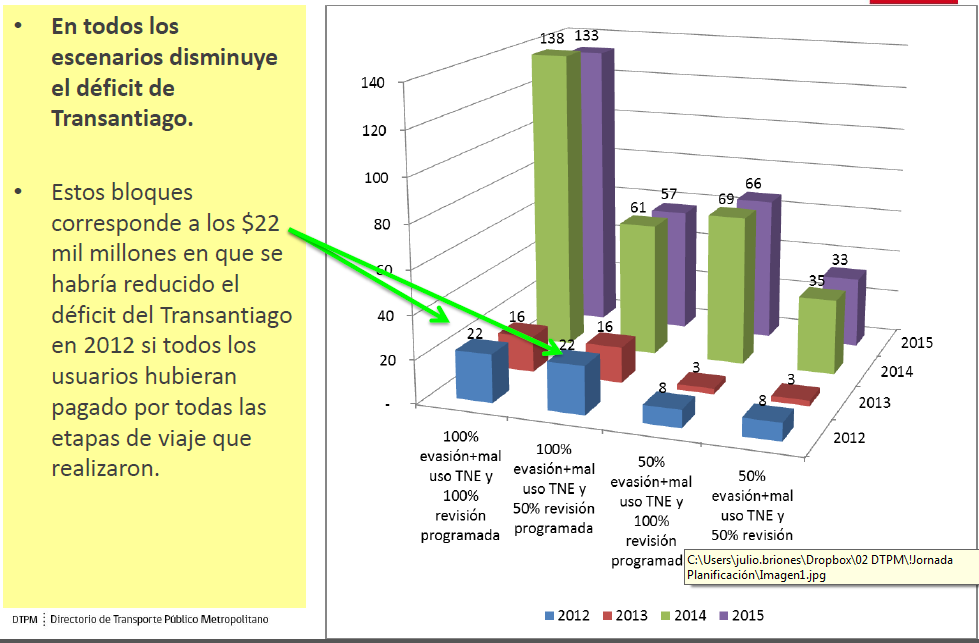 • En todos los
escenarios disminuye
el déficit de
Transantiago.
• Estos bloques
corresponde a los $22
mil millones en que se
habría reducido el
déficit del Transantiago
en 2012 si todos los
usuarios hubieran
pagado por todas las
etapas de viaje que
realizaron.
DTPM Directorio de Transporte Público Metropolitano
140
120
100
80
60
40
20
-
138 133
61 57
69 66
35 33
22 16
22 16
8 3
8 3
2015
2014
2013
2012
100%
evasión+mal
uso TNE y
100%
revisión
programada
100%
evasión+mal
uso TNE y
50% revisión
programada
50%
evasión+mal
uso TNE y
100%
revisión
programad
50%
evasión+mal
uso TNE y
50% revisión
C:\Users\julio.briones\Dropbox\02 DTPM\!Jornada
Planificación\Imagen1.jpg
2012 2013 2014 2015